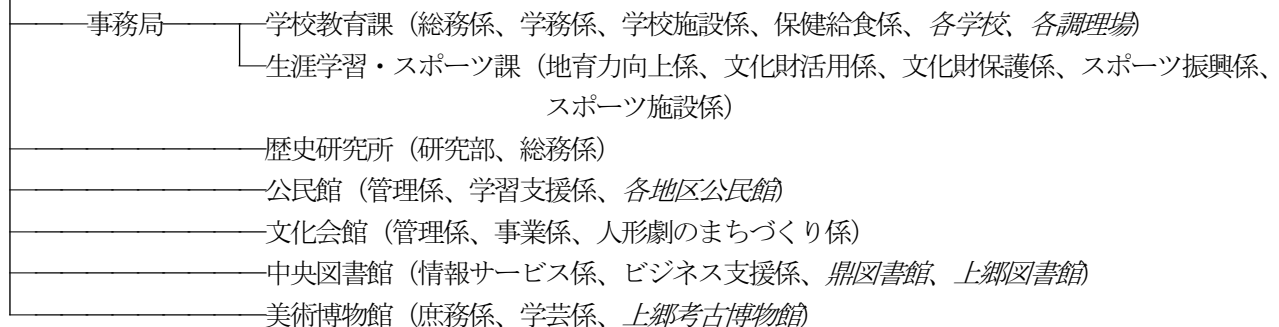 事務局 学校教育課（総務係、学務係、学校施設係、保健給食係、各学校、各調理場）
生涯学習・スポーツ課（地育力向上係、文化財活用係、文化財保護係、スポーツ振興係、
スポーツ施設係）
歴史研究所（研究部、総務係）
公民館（管理係、学習支援係、各地区公民館）
文化会館（管理係、事業係、人形劇のまちづくり係）
中央図書館（情報サービス係、ビジネス支援係、鼎図書館、上郷図書館）
美術博物館（庶務係、学芸係、上郷考古博物館）